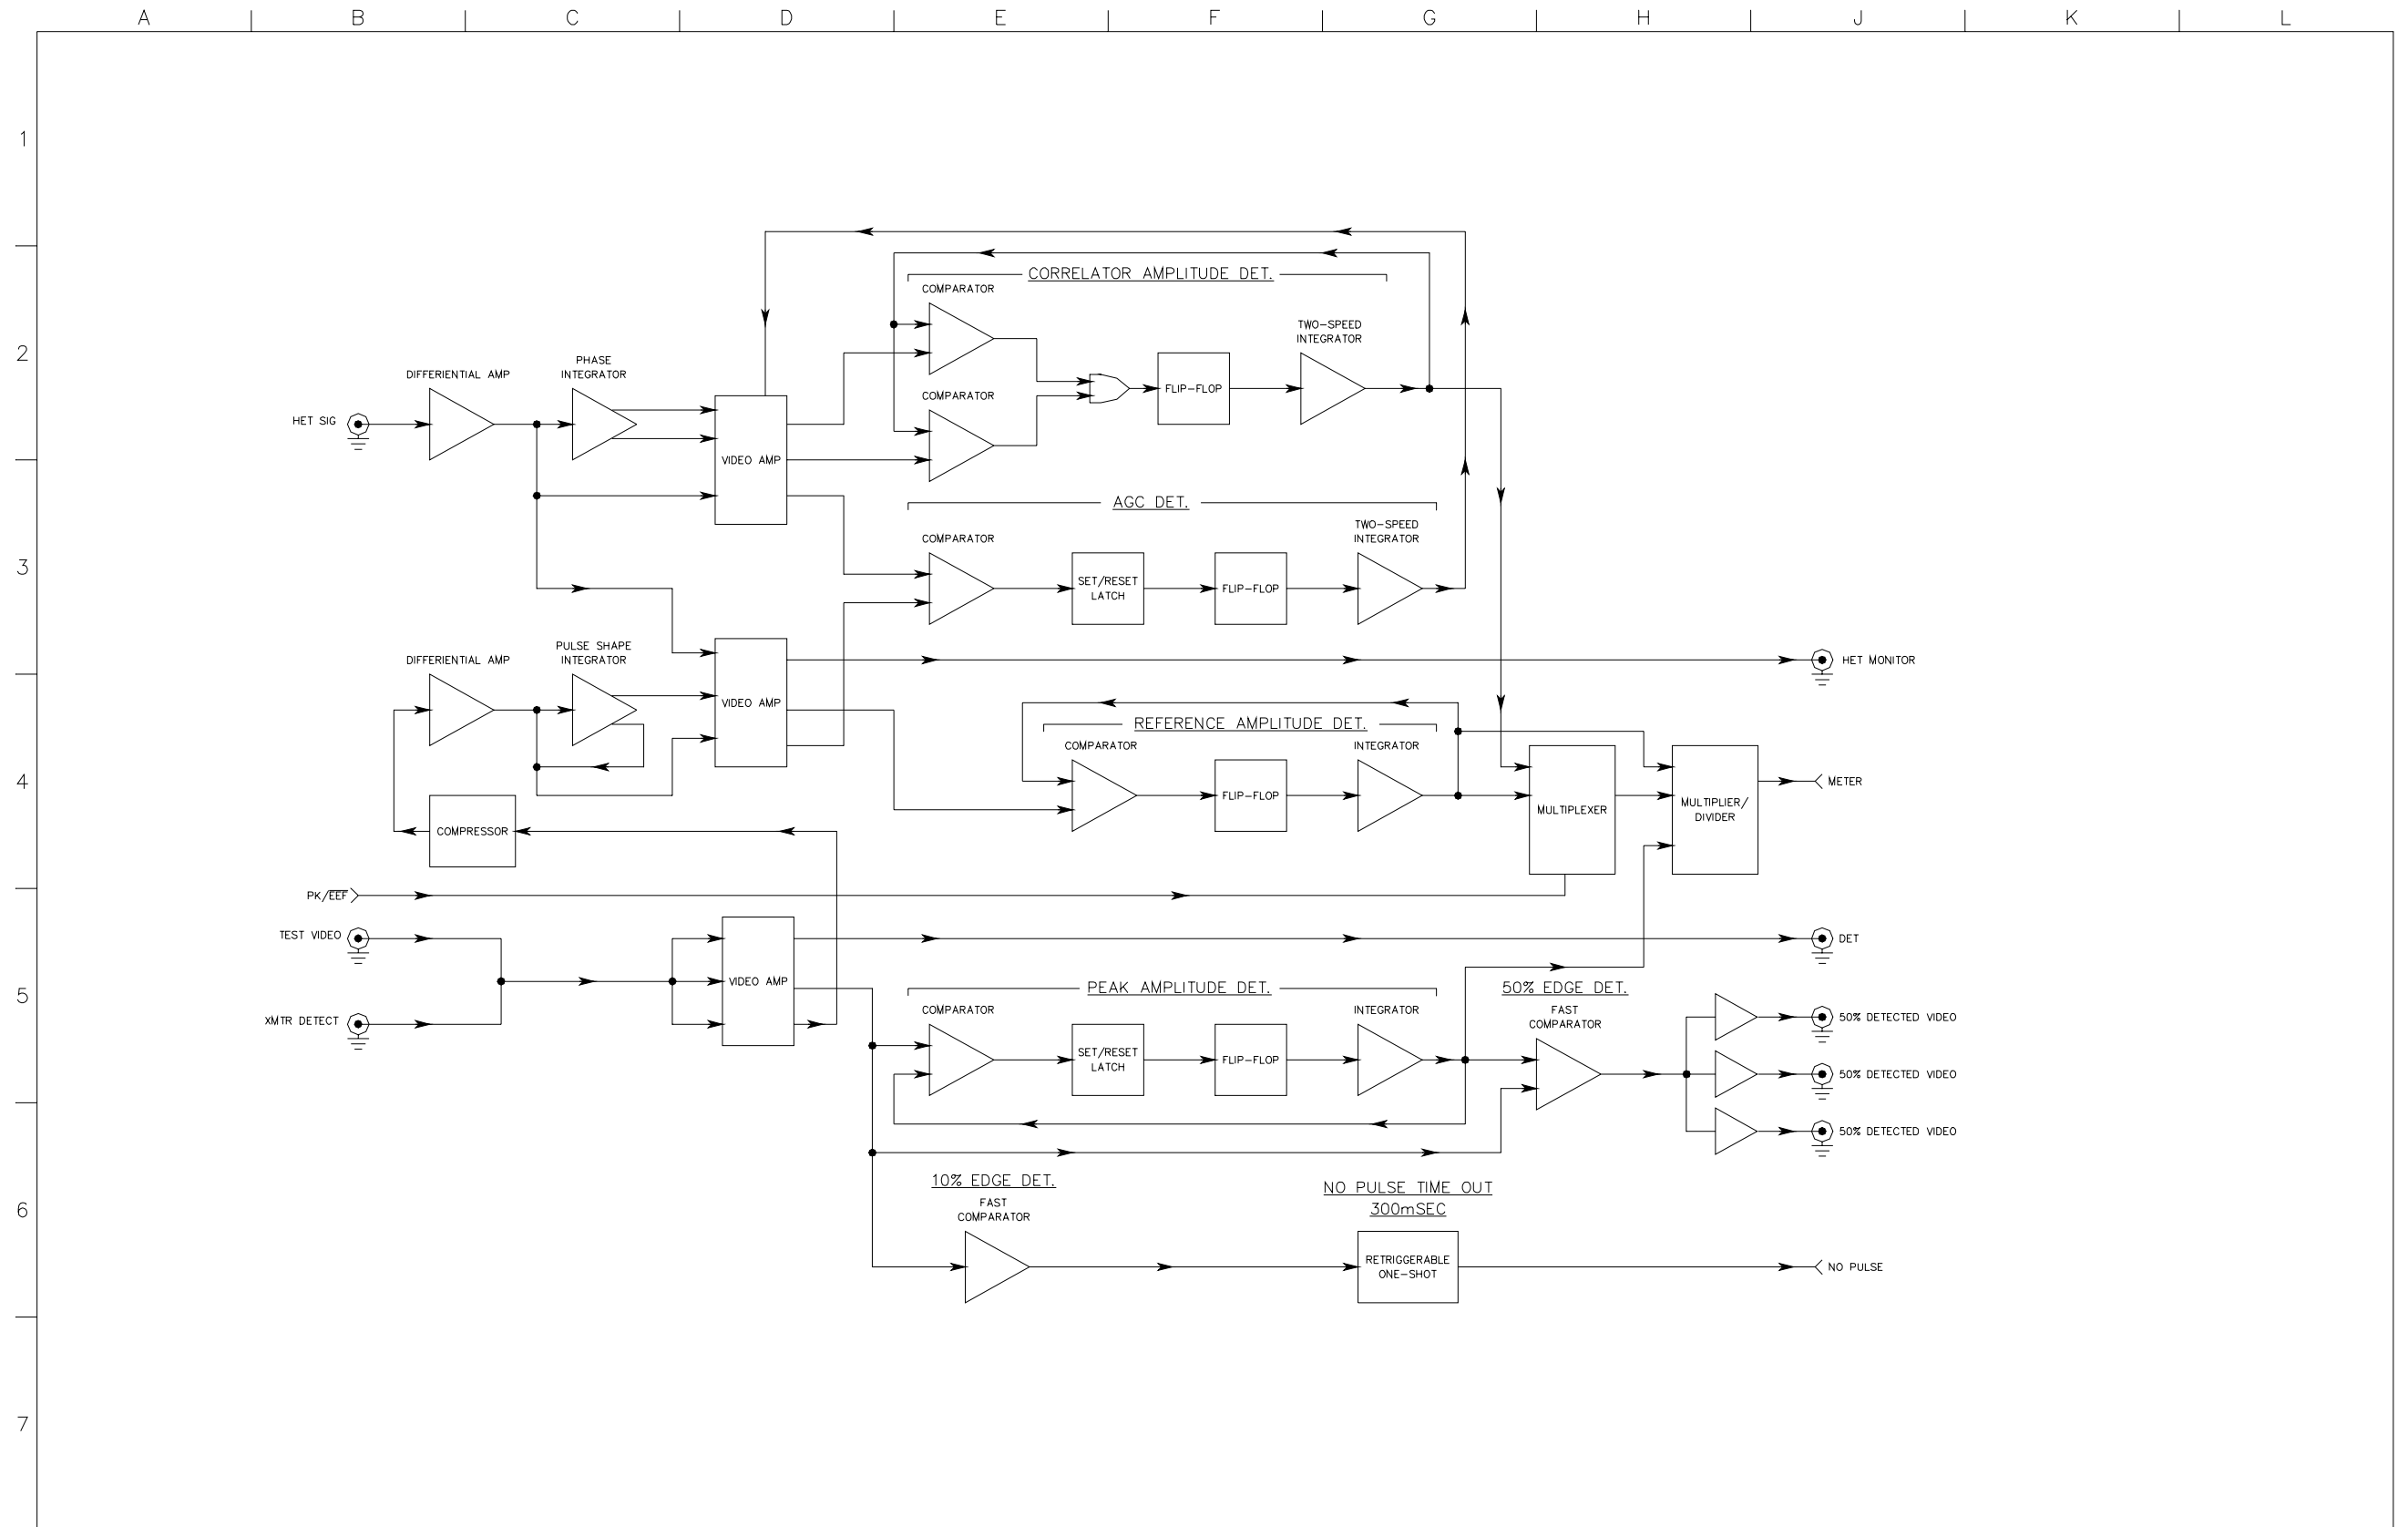 A B C D E F G H J K L
1
CORRELATOR AMPLITUDE DET.
COMPARATOR
TWO-SPEED
INTEGRATOR
2
PHASE
INTEGRATOR
DIFFERIENTIAL AMP
FLIP-FLOP
COMPARATOR
HET SIG
VIDEO AMP
AGC DET.
TWO-SPEED
INTEGRATOR
COMPARATOR
3
SET/RESET
LATCH
FLIP-FLOP
PULSE SHAPE
INTEGRATOR
DIFFERIENTIAL AMP
HET MONITOR
VIDEO AMP
REFERENCE AMPLITUDE DET.
COMPARATOR
INTEGRATOR
4
METER
FLIP-FLOP
MULTIPLEXER
MULTIPLIER/
DIVIDER
COMPRESSOR
PK/EEF
TEST VIDEO
DET
VIDEO AMP
5
PEAK AMPLITUDE DET.
50% EDGE DET.
COMPARATOR
INTEGRATOR
FAST
COMPARATOR
XMTR DETECT
50% DETECTED VIDEO
SET/RESET
LATCH
FLIP-FLOP
50% DETECTED VIDEO
50% DETECTED VIDEO
10% EDGE DET.
NO PULSE TIME OUT
300mSEC
6
FAST
COMPARATOR
RETRIGGERABLE
ONE-SHOT
NO PULSE
7